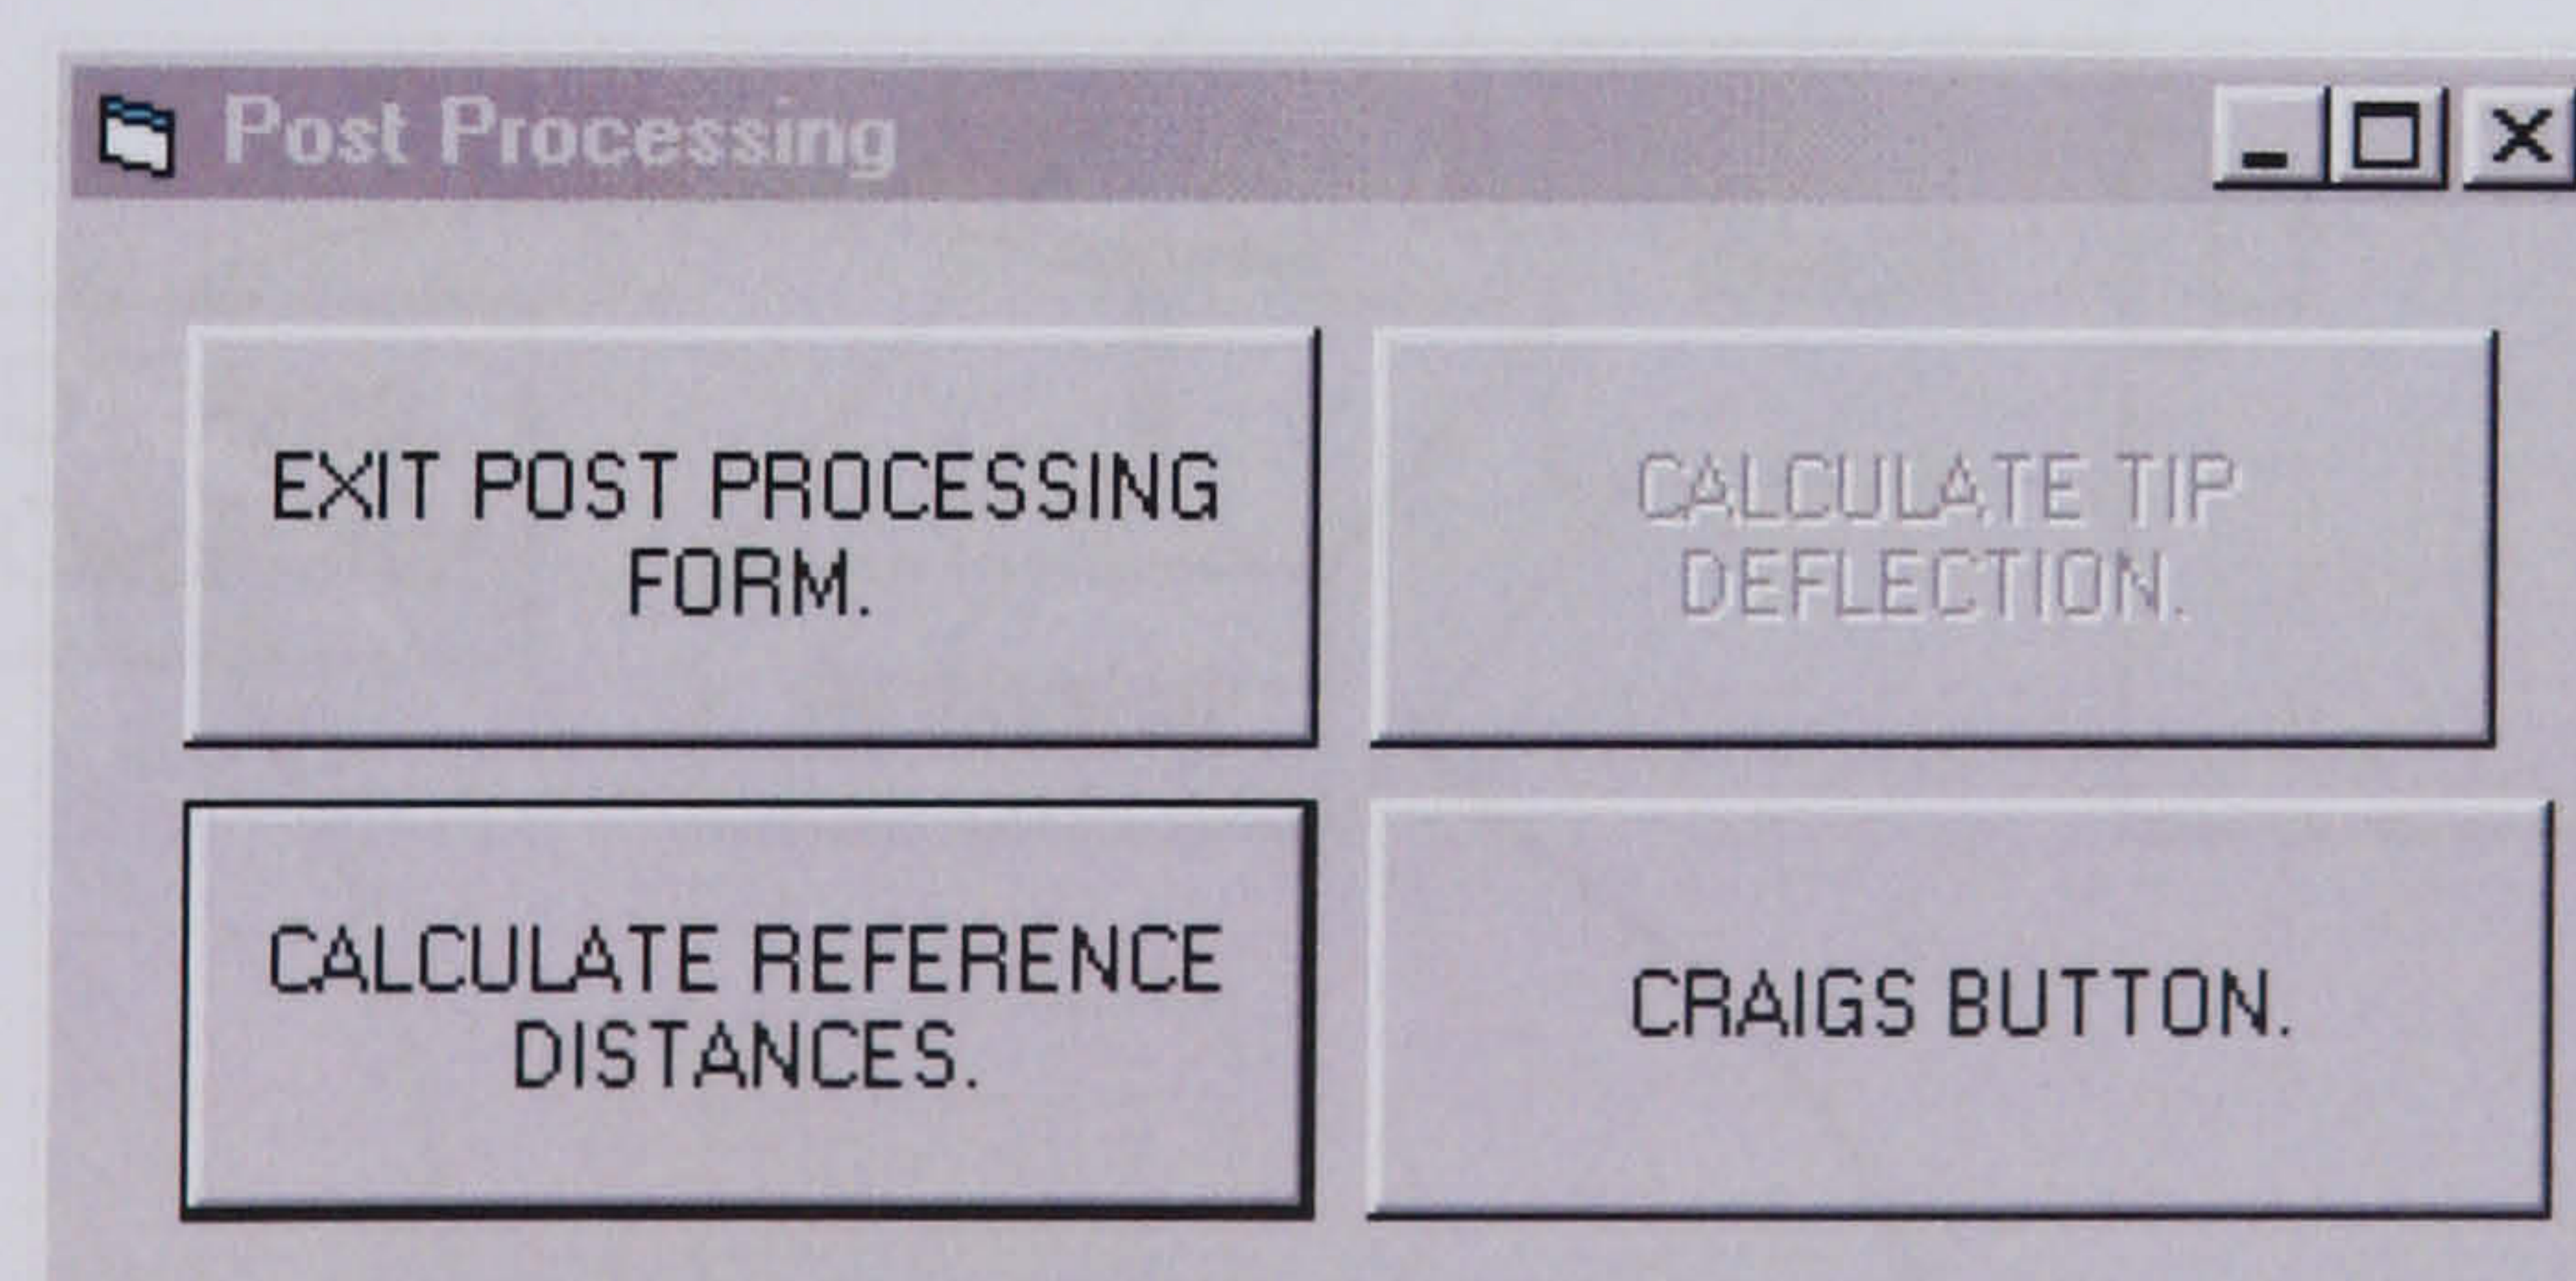 Post Processing
EXIT POST PROCESSING
FORM.
CALCULATE TIP
DEFLECTION.
CALCULATE REFERENCE
DISTANCES.
CRAIGS BUTTON.